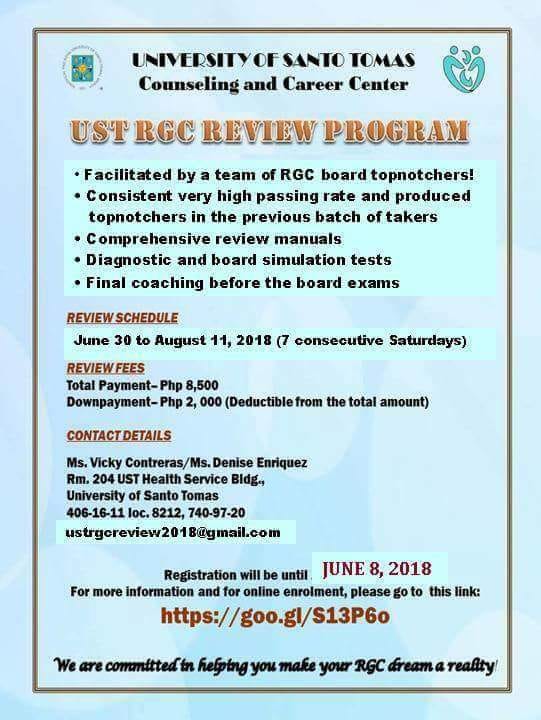 UNIVERSITY OF SANTO TOMAS
Counseling and Career Center
UST RGC REVIEW PROGRAM
• Facilitated by a team of RGC board topnotchers!
• Consistent very high passing rate and produced
topnotchers in the previous batch of takers
• Comprehensive review manuals
• Diagnostic and board simulation tests
• Final coaching before the board exams
REVIEW SCHEDULE
June 30 to August 11, 2018 (7 consecutive Saturdays)
REVIEW FEES
Total Payment– Php 8,500
Downpayment– Php 2, 000 (Deductible from the total amount)
CONTACT DETAILS
Ms. Vicky Contreras/Ms. Denise Enriquez
Rm. 204 UST Health Service Bldg.,
University of Santo Tomas
406-16-11 loc. 8212, 740-97-20
ustrgcreview2018@gmail.com
Registration will be until JUNE 8, 2018
For more information and for online enrolment, please go to this link:
https://goo.gl/S13P6o
We are committed in helping you make your RGC dream a reality!